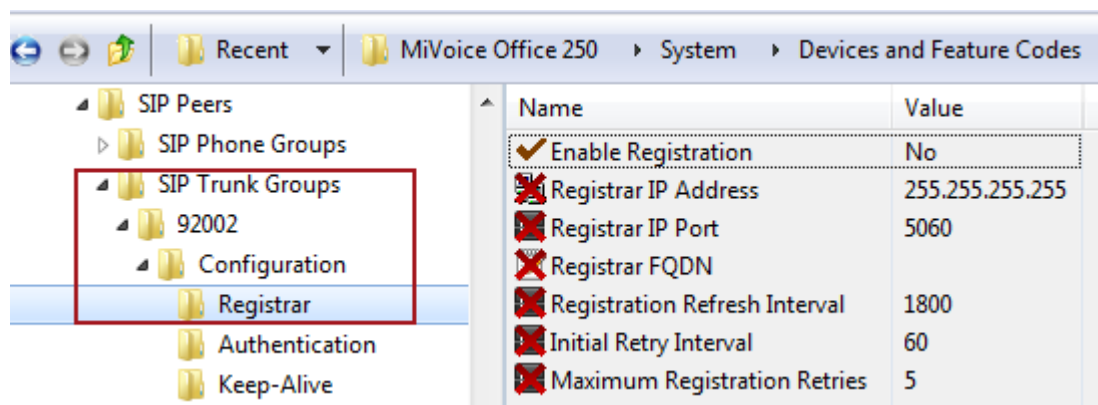 Recent MiVoice Office 250 System Devices and Feature Codes
SIP Peers
SIP Phone Groups
SIP Trunk Groups
92002
Configuration
Registrar
Authentication
Keep-Alive
Name Value
Enable Registration No
Registrar IP Address 255.255.255.255
Registrar IP Port 5060
Registrar FQDN
Registration Refresh Interval 1800
Initial Retry Interval 60
Maximum Registration Retries 5